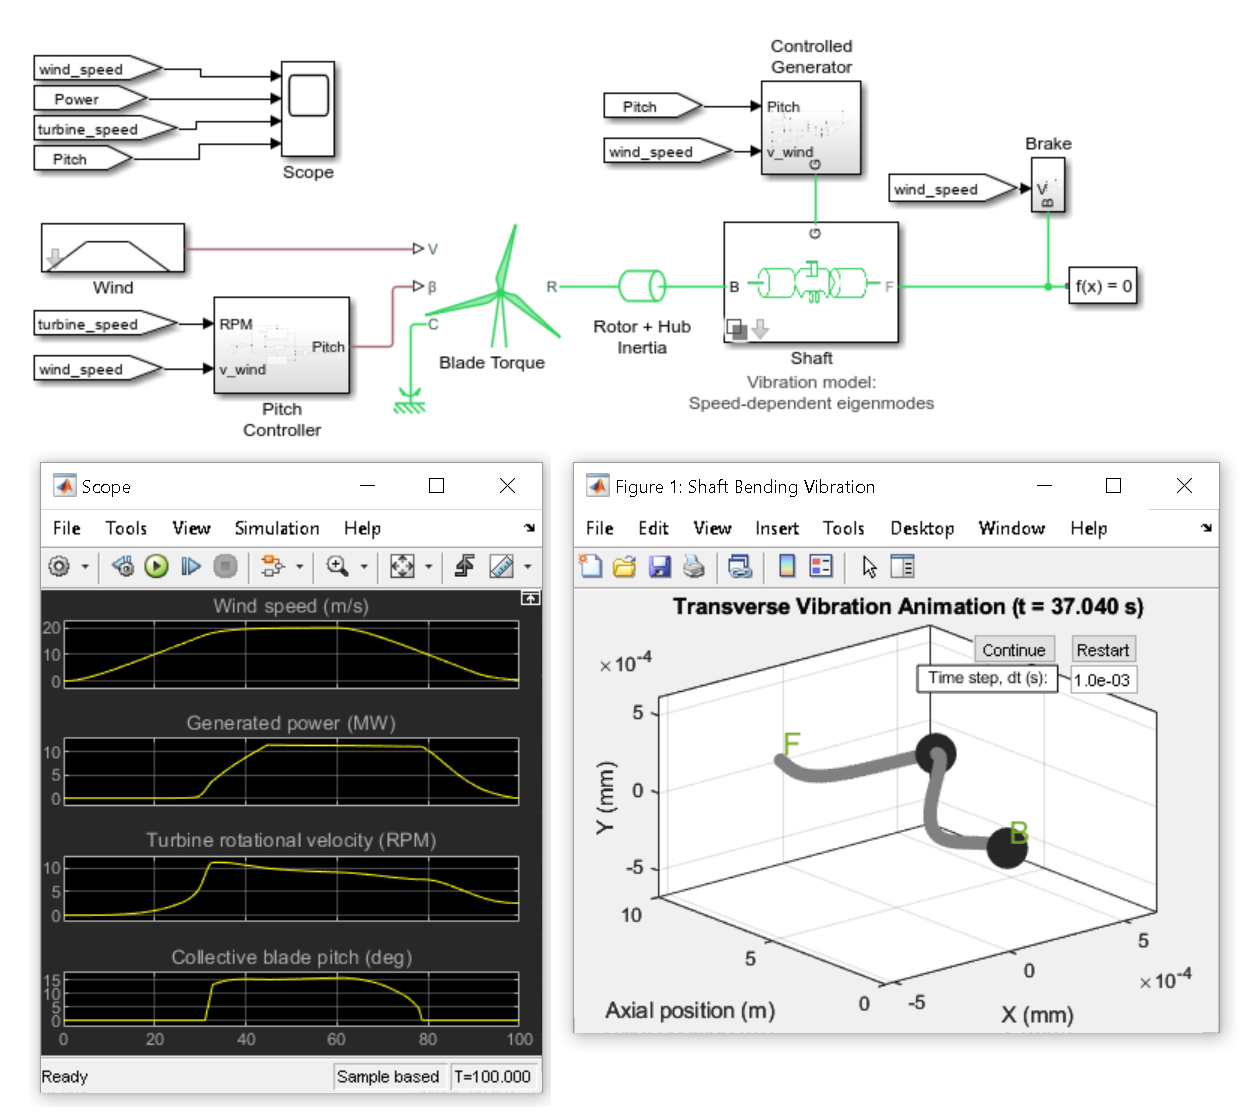 Controlled
Generator
wind_speed
Power
turbine_speed
Pitch
Scope
Pitch
wind_speed
Pitch
v_wind
G
Brake
wind_speed
V
B
Wind
V
β
C
R
turbine_speed
wind_speed
RPM
v_wind
Pitch
Pitch
Controller
Blade Torque
Rotor + Hub
Inertia
G
B
F
Shaft
Vibration model:
Speed-dependent eigenmodes
f(x) = 0
Scope
File Tools View Simulation Help
Wind speed (m/s)
20
10
0
Generated power (MW)
10
5
0
Turbine rotational velocity (RPM)
10
5
0
Collective blade pitch (deg)
15
10
5
0
0 20 40 60 80 100
Ready
Sample based
T=100.000
Figure 1: Shaft Bending Vibration
File Edit View Insert Tools Desktop Window Help
Transverse Vibration Animation (t = 37.040 s)
Continue
Restart
Time step, dt (s):
1.0e-03
×10-4
5
0
-5
Y (mm)
F
B
10
5
0
Axial position (m)
-5
0
5
×10-4
X (mm)